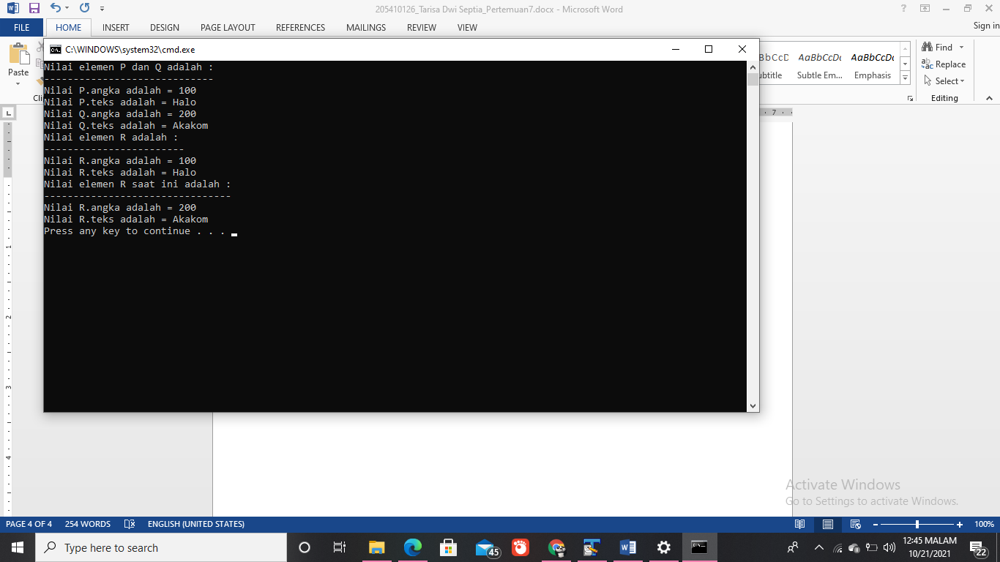 205410126_Tarisa Dwi Septia_Pertemuan7.docx - Microsoft Word
FILE HOME INSERT DESIGN PAGE LAYOUT REFERENCES MAILINGS REVIEW VIEW Sign in
Paste
Subtle Em... Emphasis
AaBbCcDc AaBbCcDc
Find
Replace
Select
Editing
C:\WINDOWS\system32\cmd.exe
Nilai elemen P dan Q adalah :
-----------------------------
Nilai P.angka adalah = 100
Nilai P.teks adalah = Halo
Nilai Q.angka adalah = 200
Nilai Q.teks adalah = Akakom
Nilai elemen R adalah :
------------------------
Nilai R.angka adalah = 100
Nilai R.teks adalah = Halo
Nilai elemen R saat ini adalah :
--------------------------------
Nilai R.angka adalah = 200
Nilai R.teks adalah = Akakom
Press any key to continue . . .
7
1
2
3
4
Activate Windows
Go to Settings to activate Windows.
PAGE 4 OF 4 254 WORDS ENGLISH (UNITED STATES) 100%
Type here to search
45
12:45 MALAM
10/21/2021
22